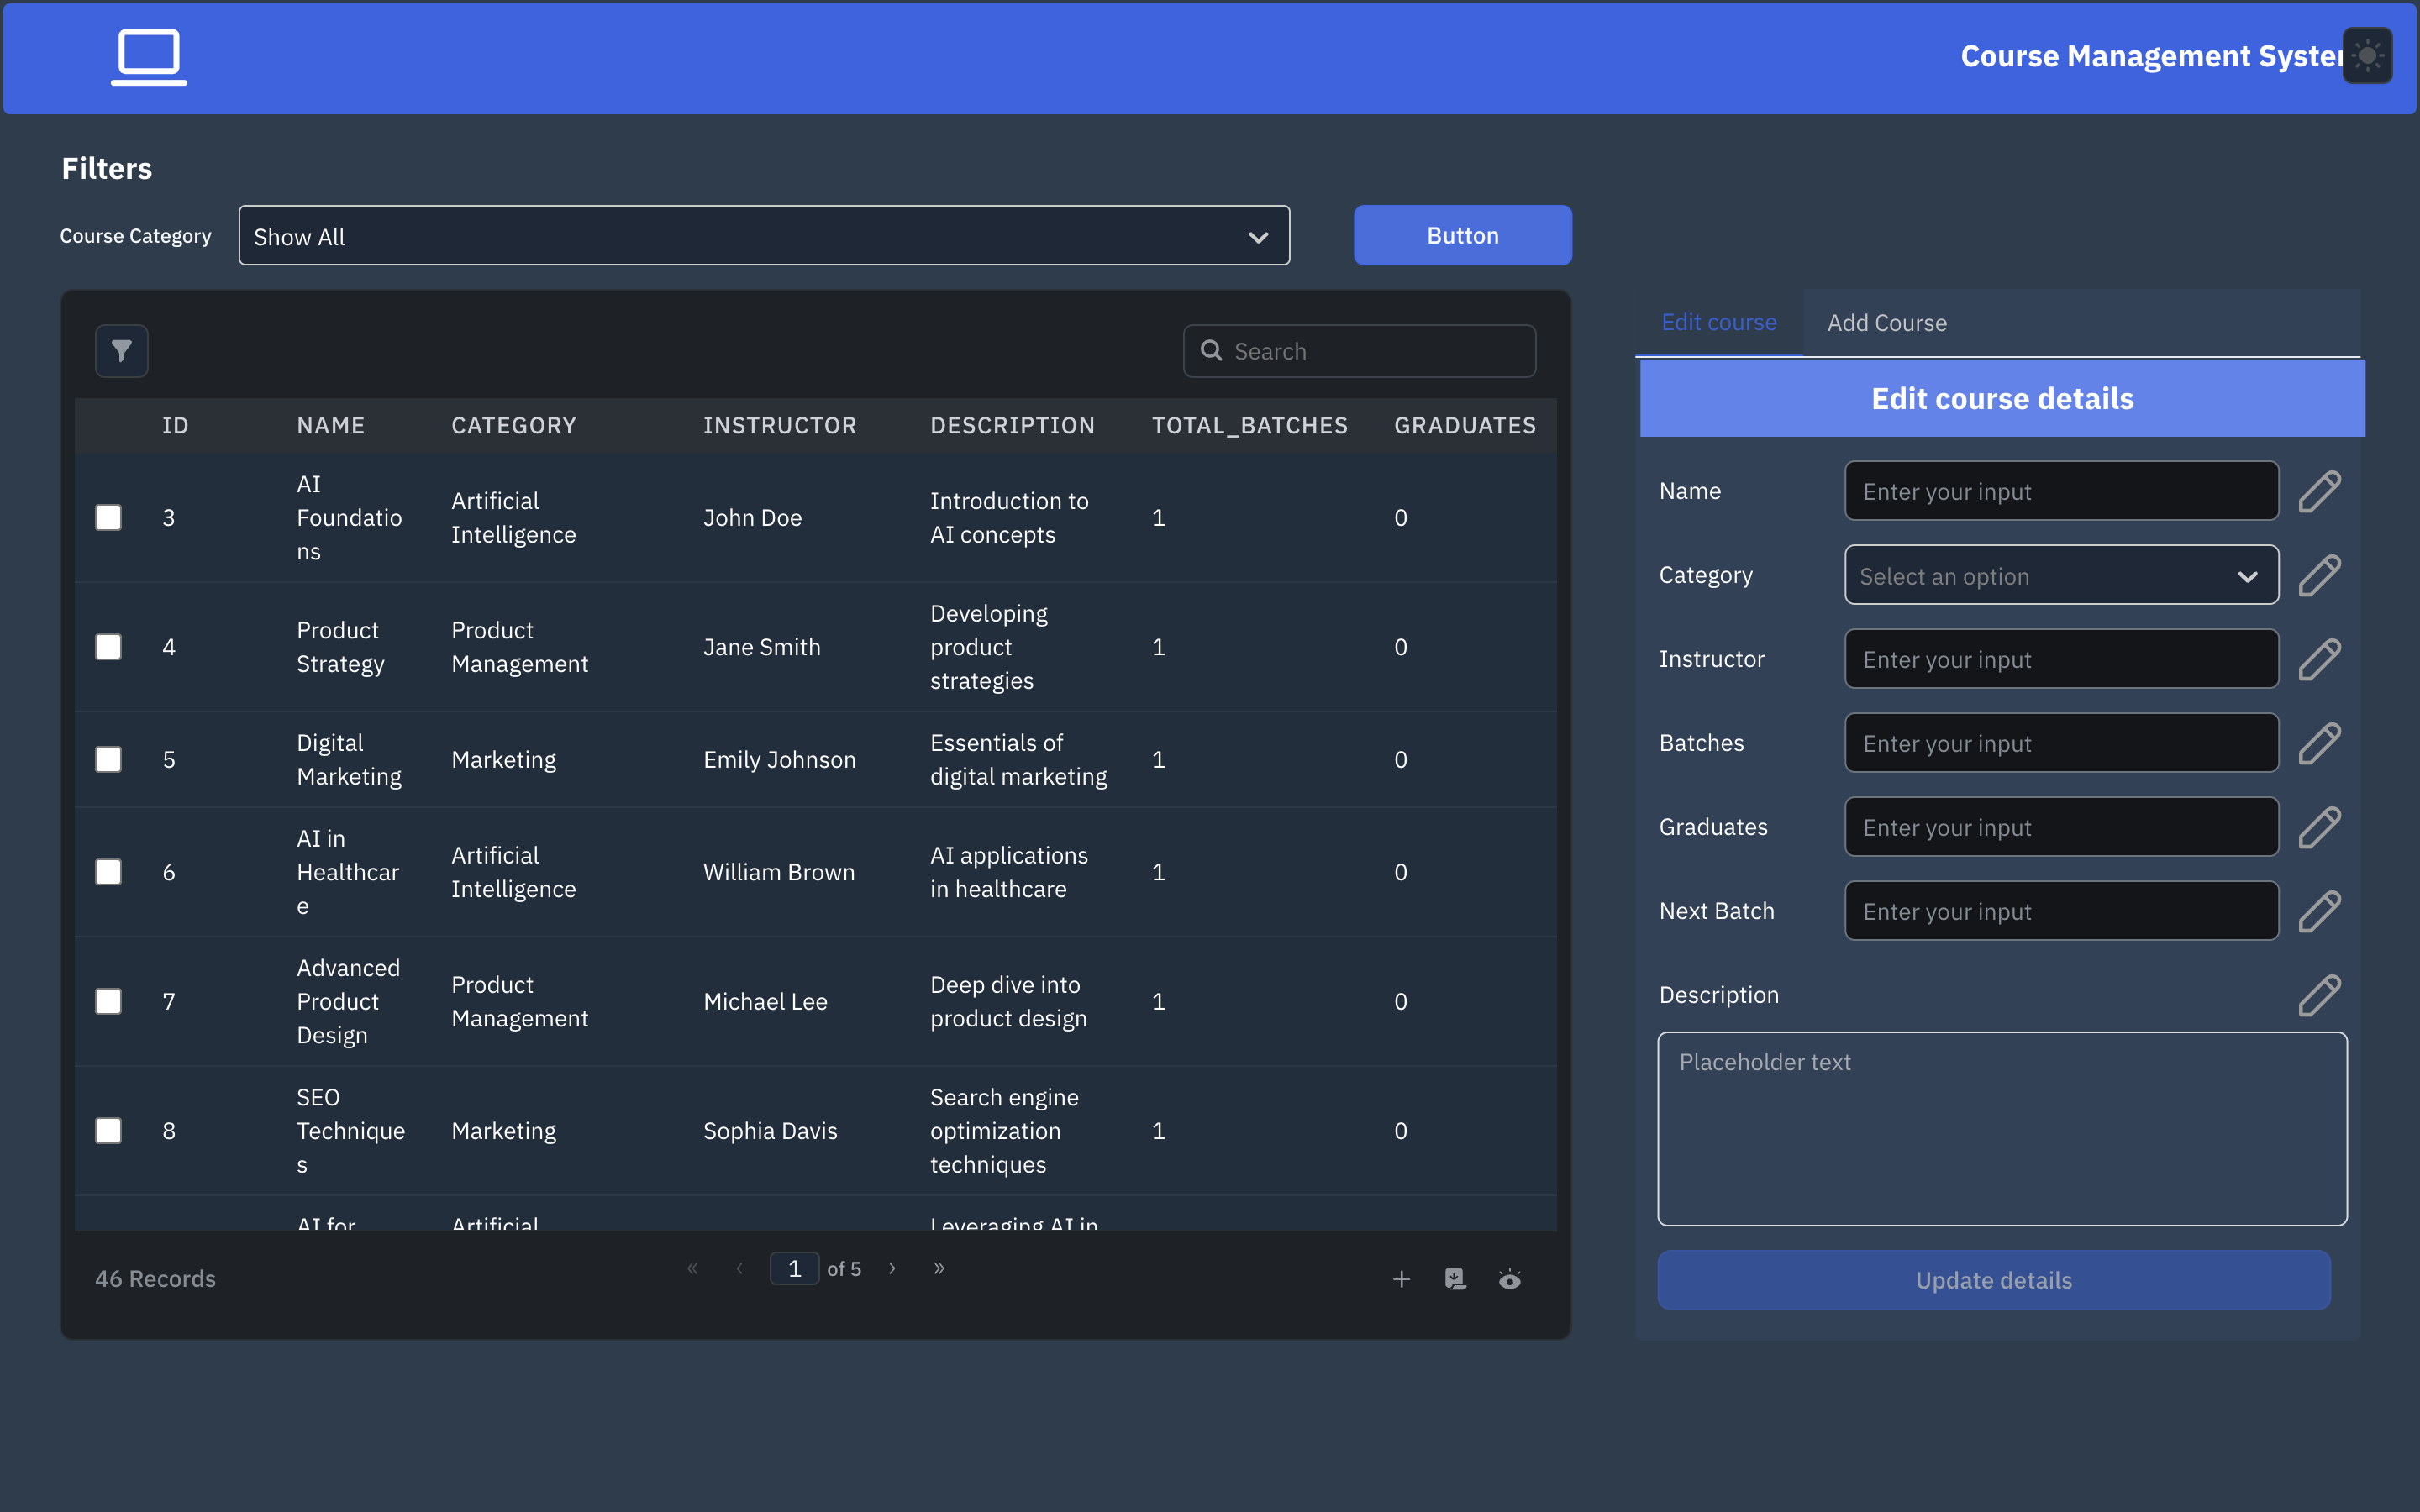 Course Management Syste
Filters
Course Category
Show All
Button
Search
ID NAME CATEGORY INSTRUCTOR DESCRIPTION TOTAL_BATCHES GRADUATES
3
AI
Foundatio
ns
Artificial
Intelligence
John Doe
Introduction to
AI concepts
1
0
4
Product
Strategy
Product
Management
Jane Smith
Developing
product
strategies
1
0
5
Digital
Marketing
Marketing
Emily Johnson
Essentials of
digital marketing
1
0
6
AI in
Healthcar
e
Artificial
Intelligence
William Brown
AI applications
in healthcare
1
0
7
Advanced
Product
Design
Product
Management
Michael Lee
Deep dive into
product design
1
0
8
SEO
Technique
s
Marketing
Sophia Davis
Search engine
optimization
techniques
1
0
AI for
Artificial
Leveraging AI in
46 Records
« ‹ 1 of 5 › »
Edit course
Add Course
Edit course details
Name
Enter your input
Category
Select an option
Instructor
Enter your input
Batches
Enter your input
Graduates
Enter your input
Next Batch
Enter your input
Description
Placeholder text
Update details